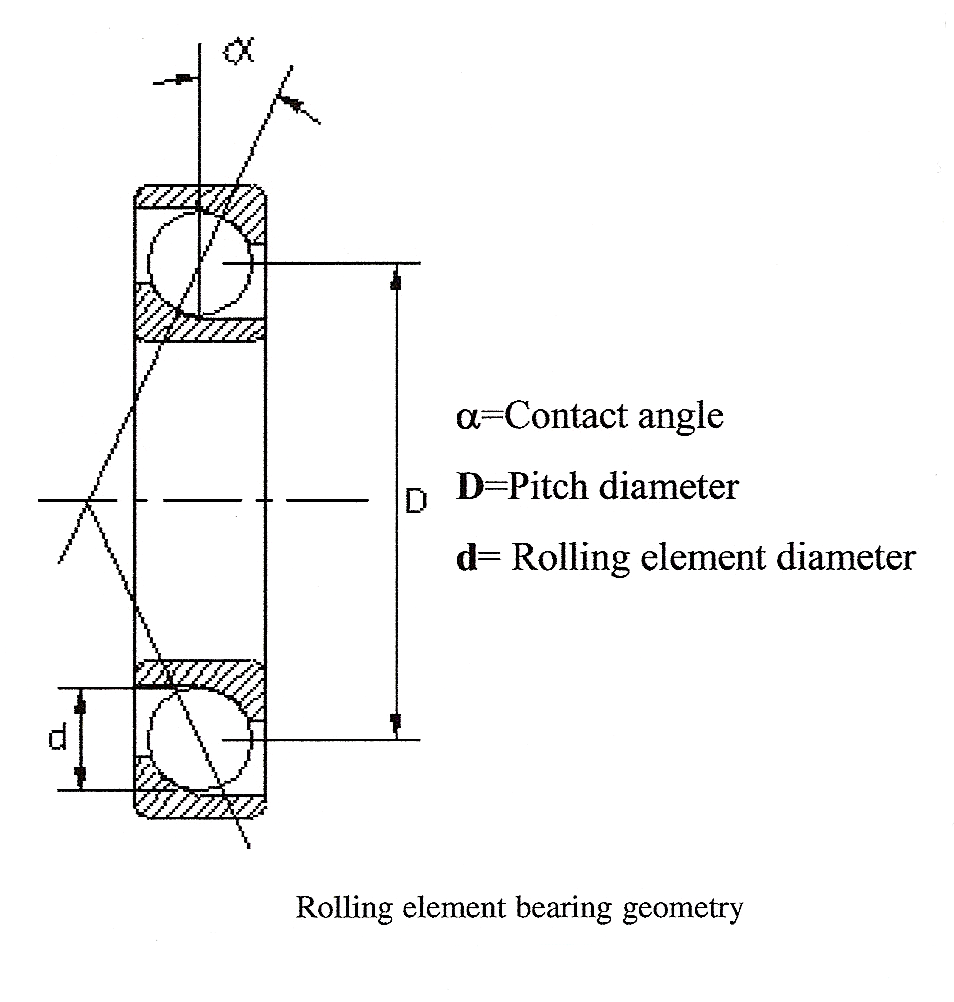 α
D
α=Contact angle
D=Pitch diameter
d= Rolling element diameter
d
Rolling element bearing geometry